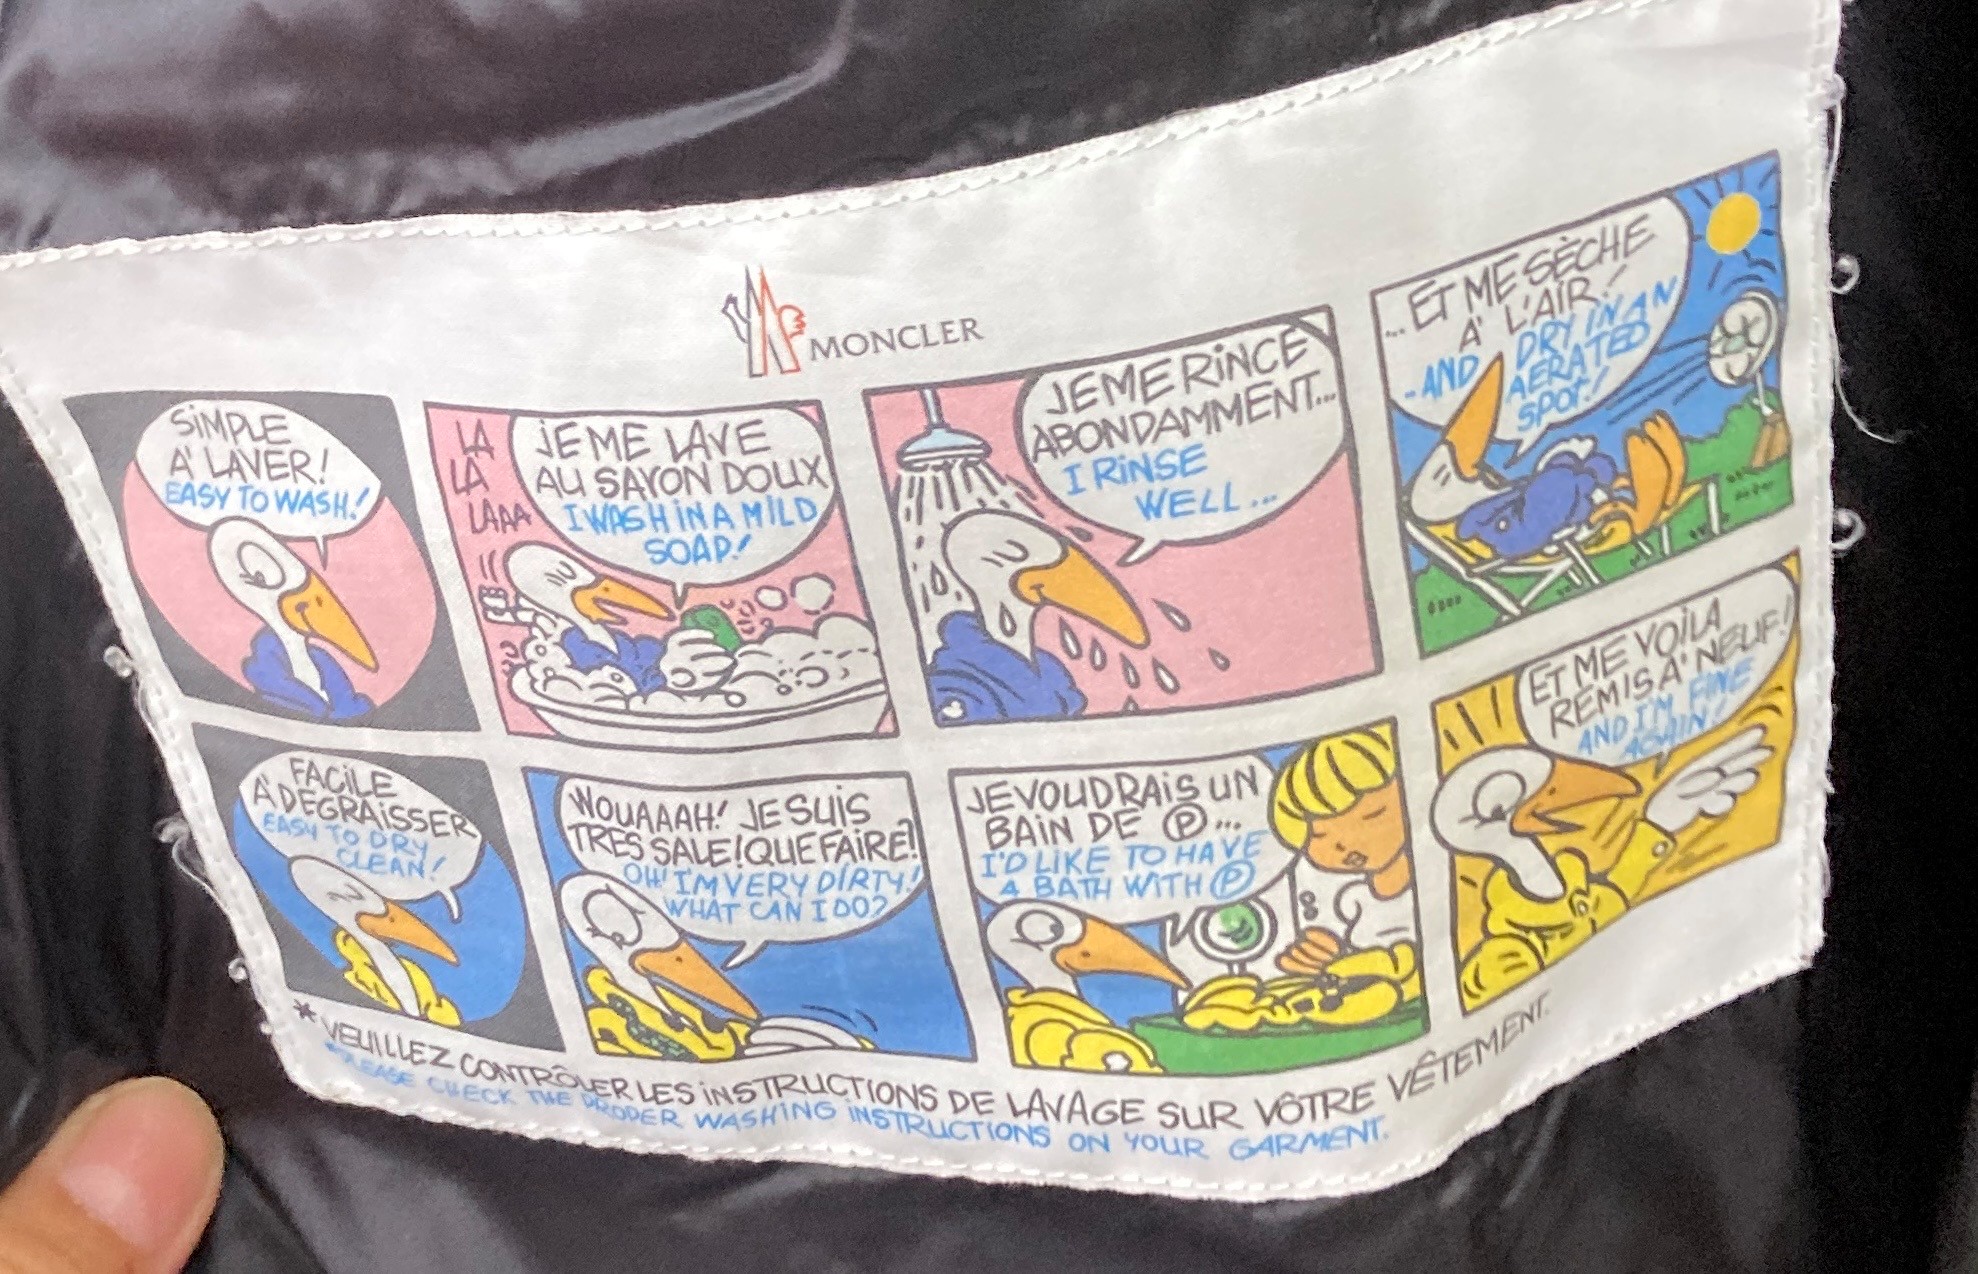 MONCLER
SIMPLE
A' LAVER!
EASY TO WASH!
LA
LA
LAAA
JE ME LAVE
AU SAVON DOUX
I WASH IN A MILD
SOAP!
JE ME RINCE
ABONDAMMENT...
I RINSE
WELL...
... ET ME SÈCHE
A' L'AIR!
..AND DRY IN AN
AERATED
SPOT!
FACILE
A' DEGRAISSER
EASY TO DRY
CLEAN!
WOUAAAH! JE SUIS
TRES SALE! QUE FAIRE?
OH! I'M VERY DIRTY!
WHAT CAN I DO?
JE VOUDRAIS UN
BAIN DE Ⓟ...
I'D LIKE TO HAVE
A BATH WITH Ⓟ
ET ME VOILA
REMIS A' NEUF!
AND I'M FINE
AGAIN!
*VEUILLEZ CONTRÔLER LES INSTRUCTIONS DE LAVAGE SUR VÔTRE VÊTEMENT.
*PLEASE CHECK THE PROPER WASHING INSTRUCTIONS ON YOUR GARMENT.